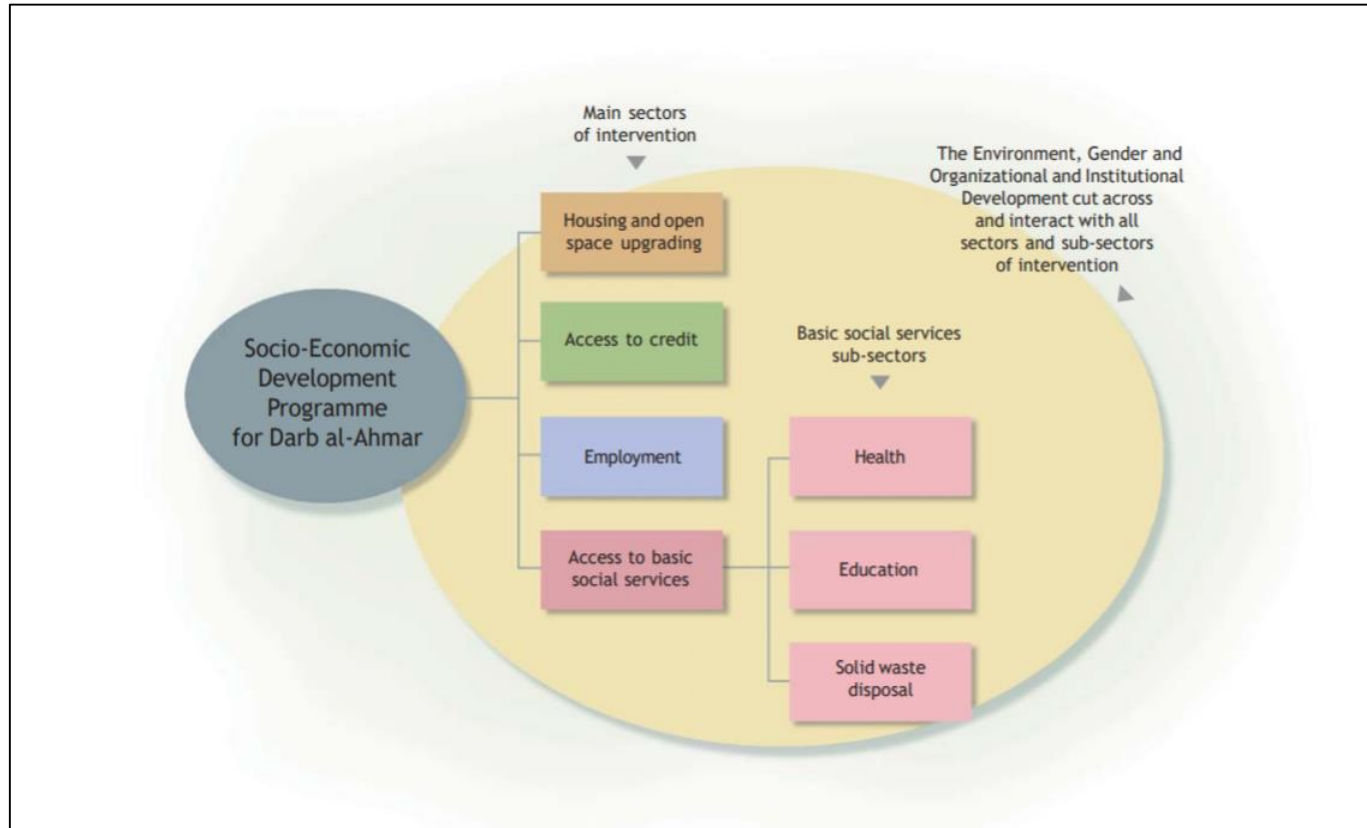 Main sectors
of intervention
The Environment, Gender and
Organizational and Institutional
Development cut across
and interact with all
sectors and sub-sectors
of intervention
Housing and open
space upgrading
Socio-Economic
Development
Programme
for Darb al-Ahmar
Access to credit
Basic social services
sub-sectors
Employment
Health
Access to basic
social services
Education
Solid waste
disposal